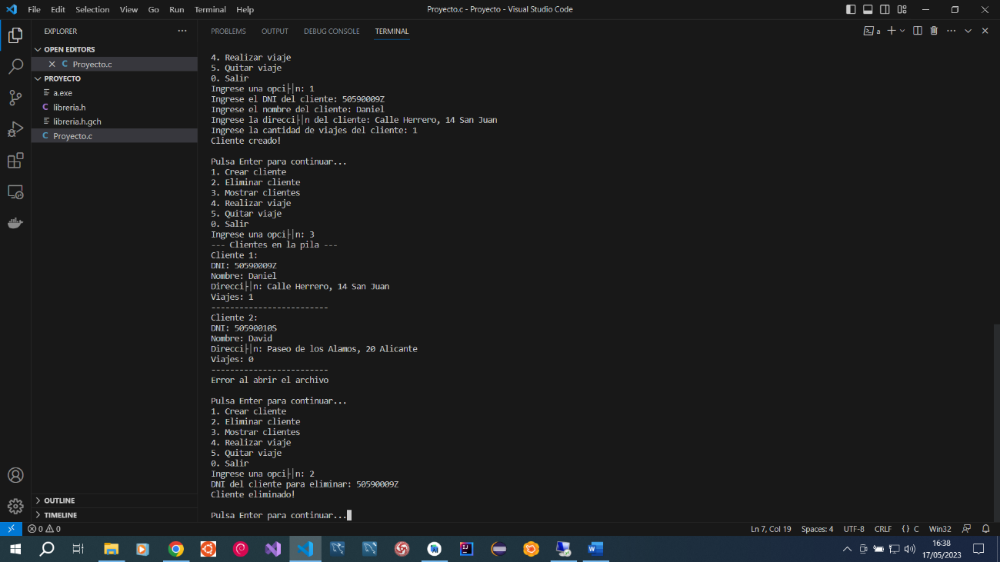 File Edit Selection View Go Run Terminal Help
Proyecto.c - Proyecto - Visual Studio Code
EXPLORER
OPEN EDITORS
C Proyecto.c
PROYECTO
a.exe
C libreria.h
libreria.h.gch
C Proyecto.c
OUTLINE
TIMELINE
PROBLEMS OUTPUT DEBUG CONSOLE TERMINAL
a
4. Realizar viaje
5. Quitar viaje
0. Salir
Ingrese una opci├│n: 1
Ingrese el DNI del cliente: 50590009Z
Ingrese el nombre del cliente: Daniel
Ingrese la direcci├│n del cliente: Calle Herrero, 14 San Juan
Ingrese la cantidad de viajes del cliente: 1
Cliente creado!
Pulsa Enter para continuar...
1. Crear cliente
2. Eliminar cliente
3. Mostrar clientes
4. Realizar viaje
5. Quitar viaje
0. Salir
Ingrese una opci├│n: 3
--- Clientes en la pila ---
Cliente 1:
DNI: 50590009Z
Nombre: Daniel
Direcci├│n: Calle Herrero, 14 San Juan
Viajes: 1
-------------------------
Cliente 2:
DNI: 50590010S
Nombre: David
Direcci├│n: Paseo de los Alamos, 20 Alicante
Viajes: 0
-------------------------
Error al abrir el archivo
Pulsa Enter para continuar...
1. Crear cliente
2. Eliminar cliente
3. Mostrar clientes
4. Realizar viaje
5. Quitar viaje
0. Salir
Ingrese una opci├│n: 2
DNI del cliente para eliminar: 50590009Z
Cliente eliminado!
Pulsa Enter para continuar...
0 0
Ln 7, Col 19 Spaces: 4 UTF-8 CRLF {} C Win32
16:38
17/05/2023